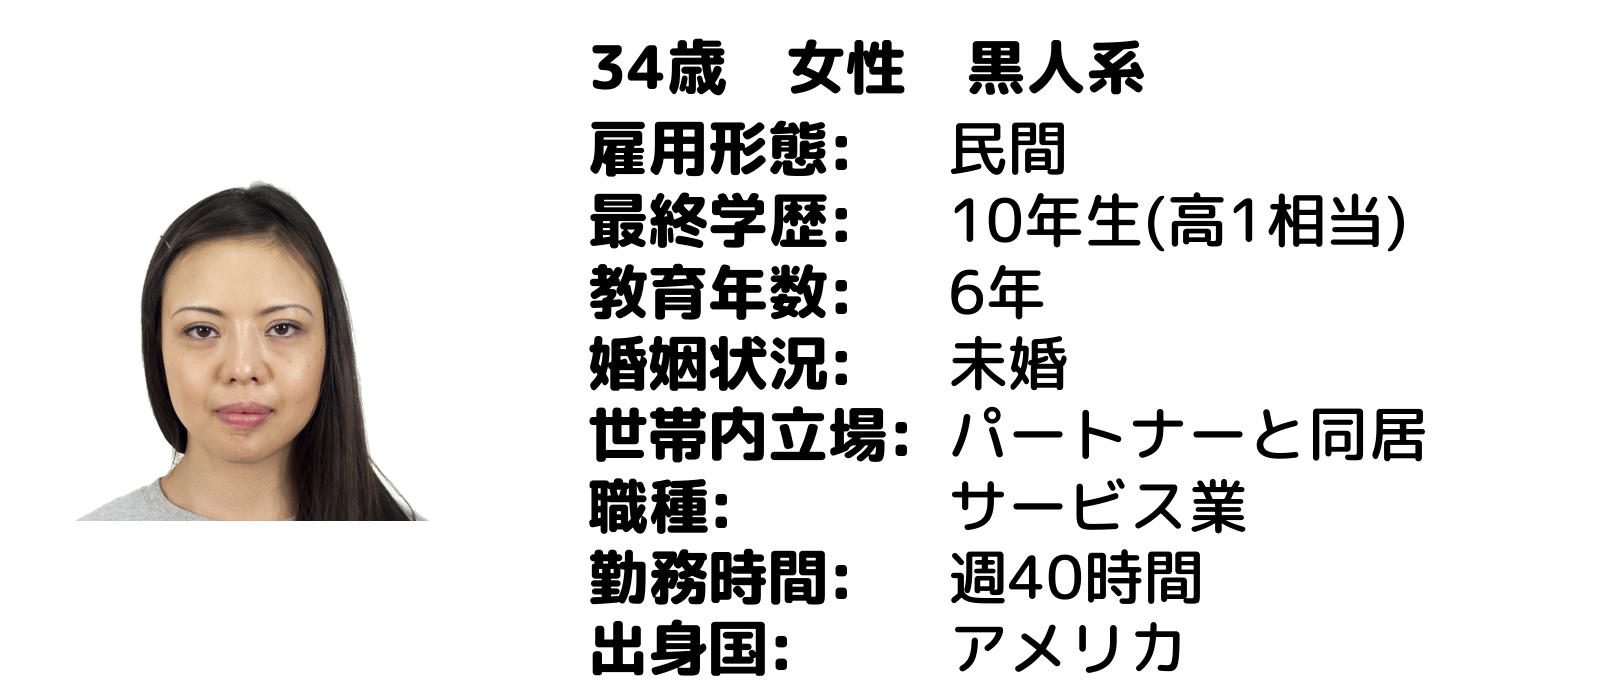 34歳　女性　黒人系
雇用形態: 民間
最終学歴: 10年生(高1相当)
教育年数: 6年
婚姻状況: 未婚
世帯内立場: パートナーと同居
職種: サービス業
勤務時間: 週40時間
出身国: アメリカ